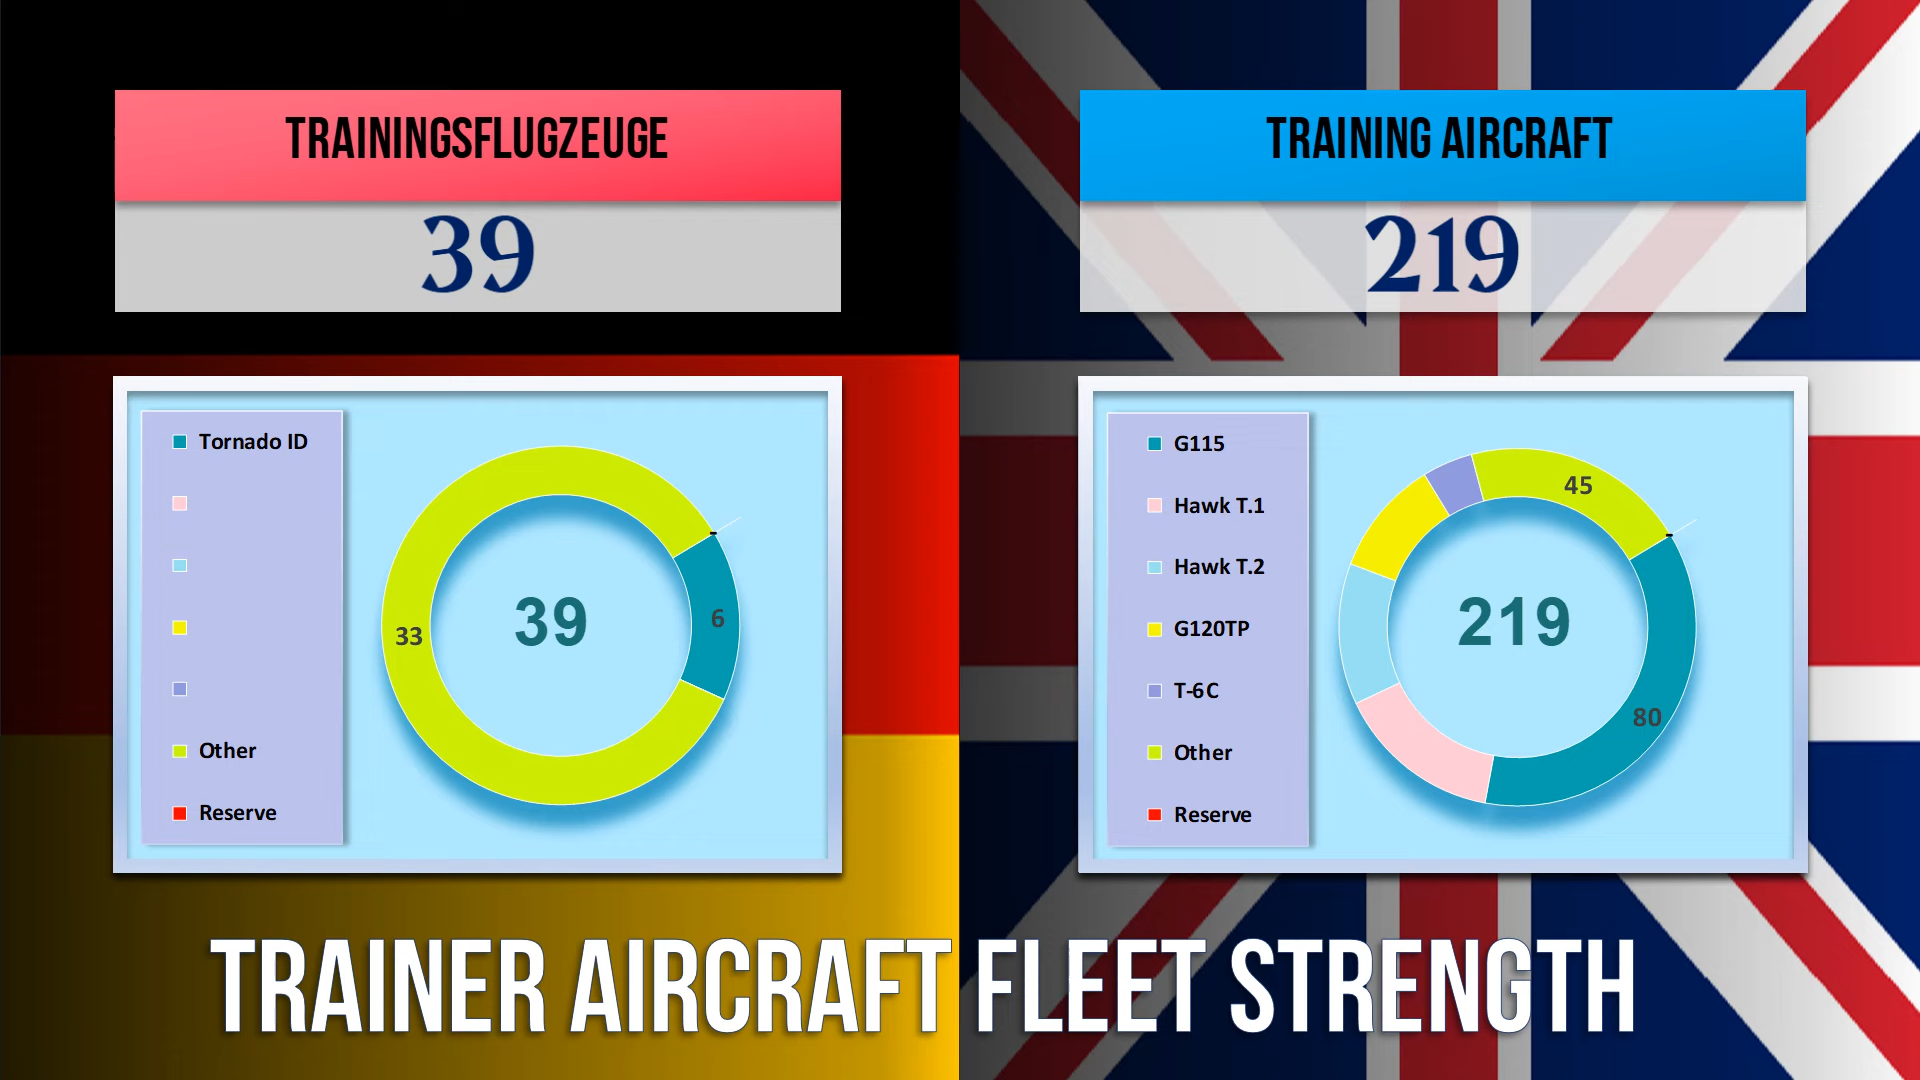 TRAININGSFLUGZEUGE
39
Tornado ID
Other
Reserve
33
39
6
TRAINING AIRCRAFT
219
G115
Hawk T.1
Hawk T.2
G120TP
T-6C
Other
Reserve
45
219
80
TRAINER AIRCRAFT FLEET STRENGTH